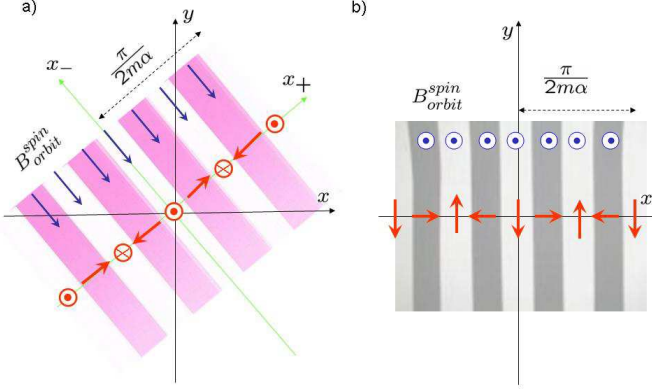 a)
y
x₋
π/2mα
x₊
B^{spin}_{orbit}
x
b)
y
π/2mα
B^{spin}_{orbit}
x